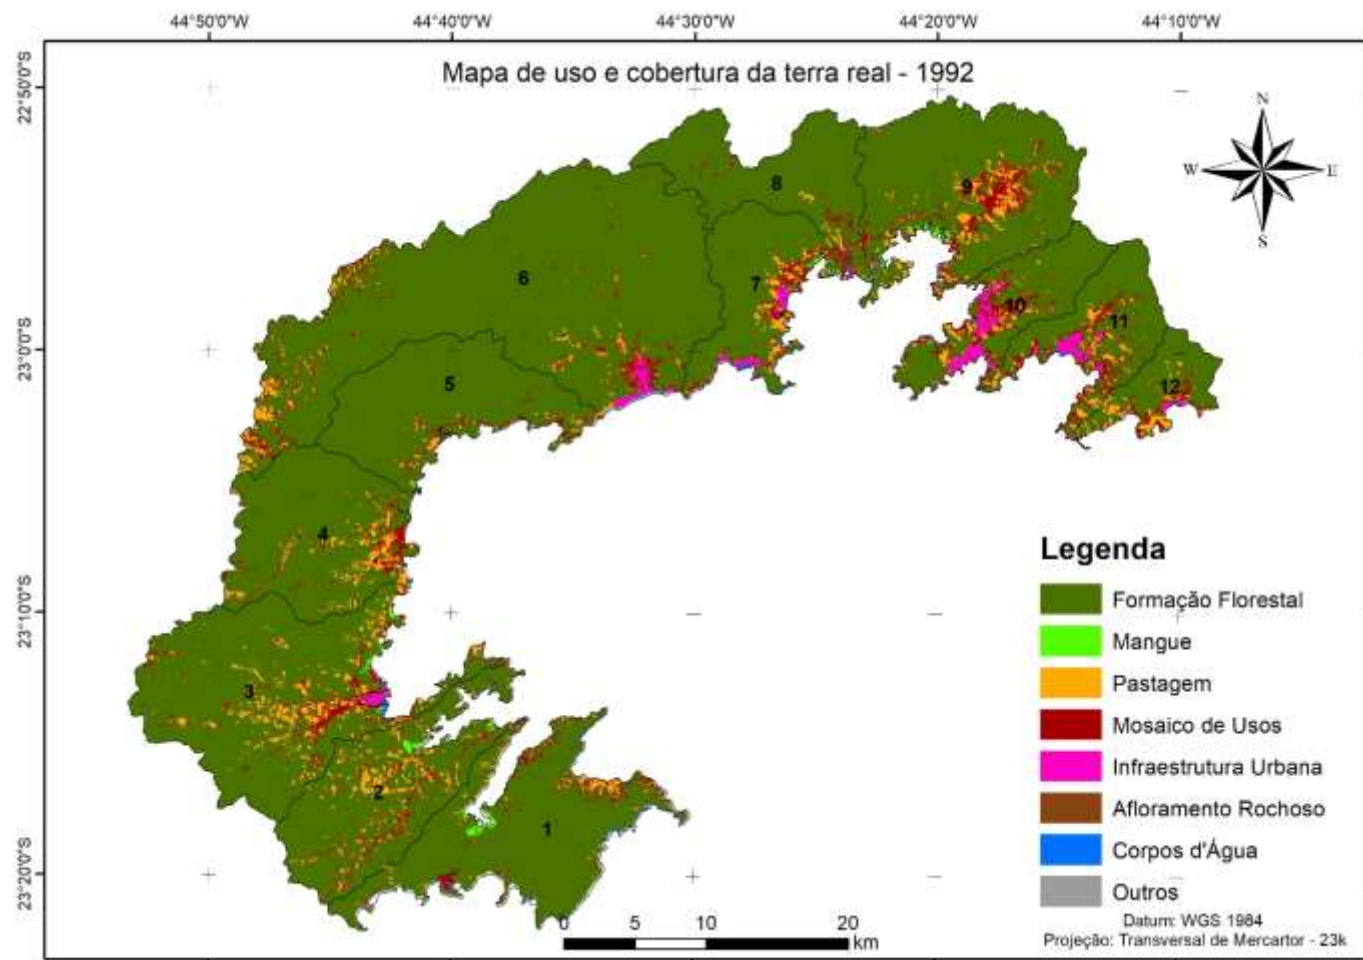 44°50'0"W 44°40'0"W 44°30'0"W 44°20'0"W 44°10'0"W
Mapa de uso e cobertura da terra real - 1992
22°50'0"S
23°0'0"S
23°10'0"S
23°20'0"S
N
W E
S
8
9
6
7
10
11
5
12
4
3
2
1
Legenda
Formação Florestal
Mangue
Pastagem
Mosaico de Usos
Infraestrutura Urbana
Afloramento Rochoso
Corpos d'Água
Outros
0 5 10 20
km
Datum: WGS 1984
Projeção: Transversal de Mercartor - 23k